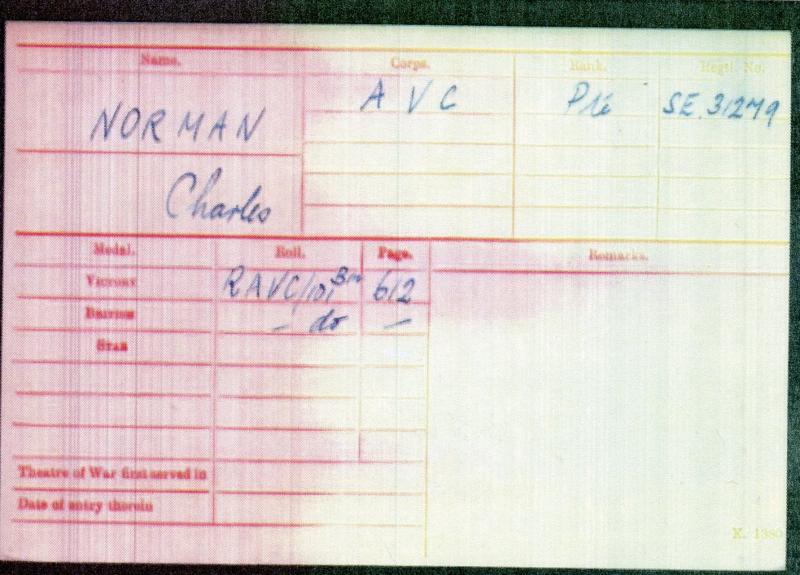 Name. Corps. Rank. Regtl. No.
NORMAN A V C Pte SE.31279
Charles
Medal. Roll. Page. Remarks.
VICTORY RAVC/101 B10 612
BRITISH — do —
STAR
Theatre of War first served in
Date of entry therein
K. 1380